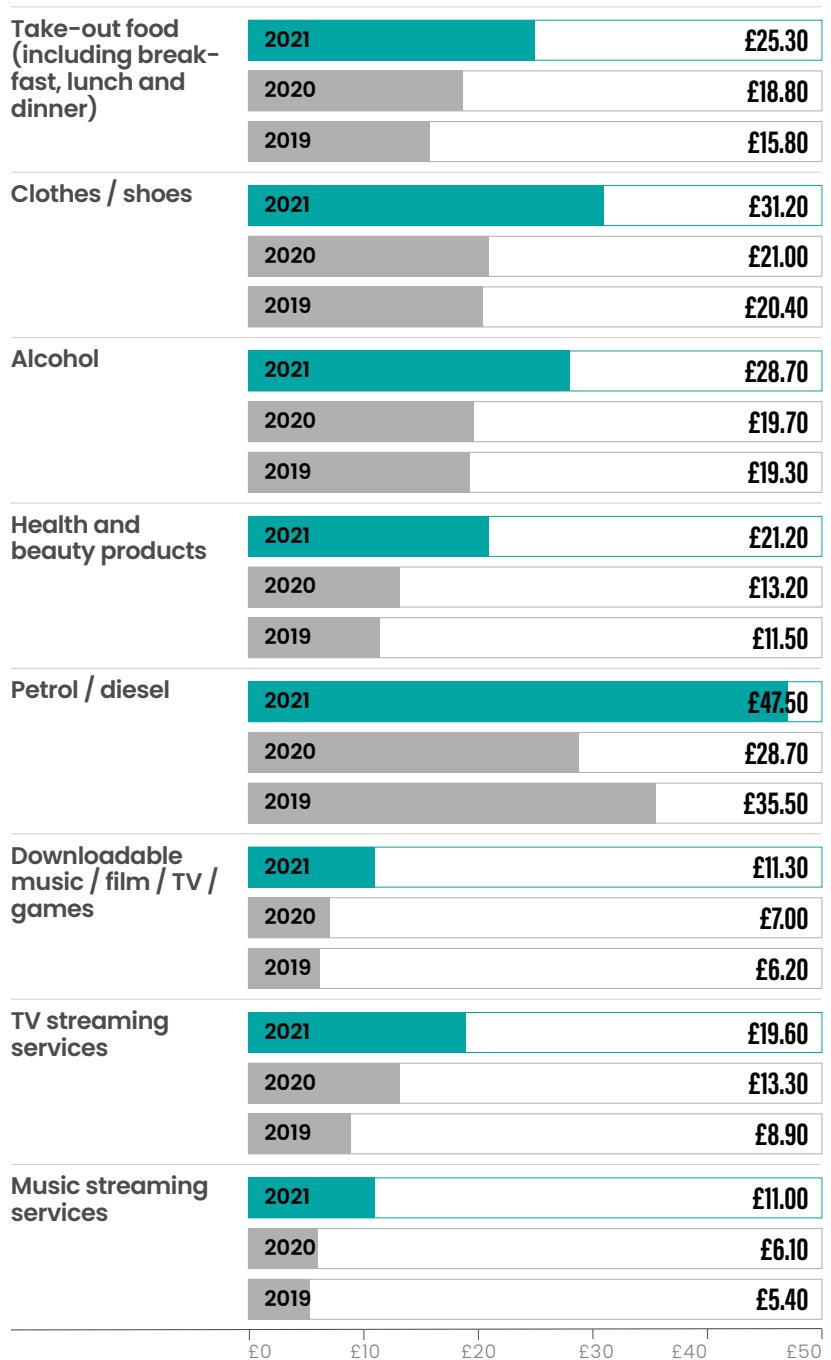 Take-out food
(including break-
fast, lunch and
dinner)
2021 £25.30
2020 £18.80
2019 £15.80
Clothes / shoes
2021 £31.20
2020 £21.00
2019 £20.40
Alcohol
2021 £28.70
2020 £19.70
2019 £19.30
Health and
beauty products
2021 £21.20
2020 £13.20
2019 £11.50
Petrol / diesel
2021 £47.50
2020 £28.70
2019 £35.50
Downloadable
music / film / TV /
games
2021 £11.30
2020 £7.00
2019 £6.20
TV streaming
services
2021 £19.60
2020 £13.30
2019 £8.90
Music streaming
services
2021 £11.00
2020 £6.10
2019 £5.40
£0 £10 £20 £30 £40 £50